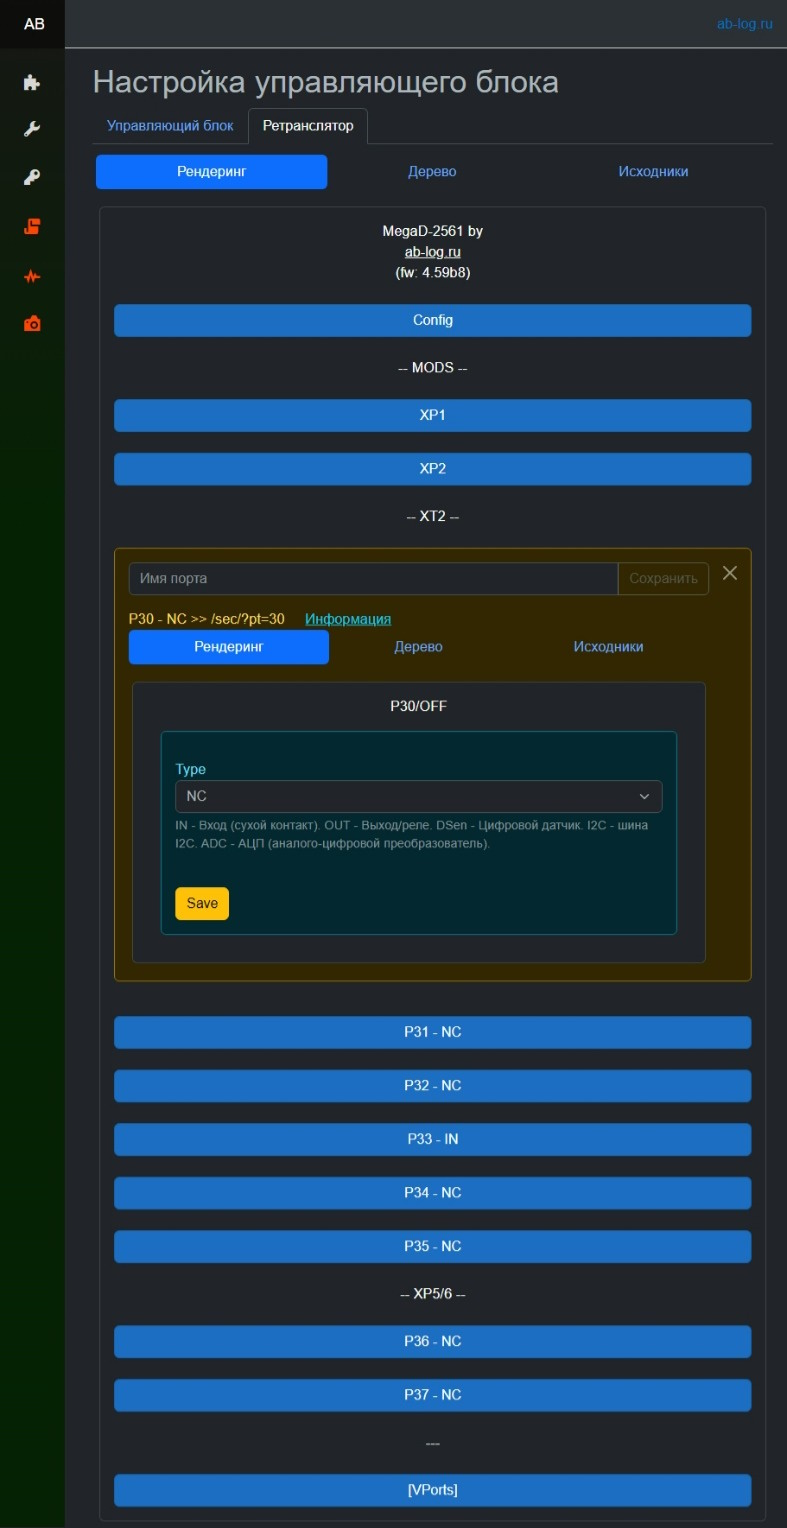 AB
ab-log.ru
Настройка управляющего блока
Управляющий блок
Ретранслятор
Рендеринг
Дерево
Исходники
MegaD-2561 by
ab-log.ru
(fw: 4.59b8)
Config
-- MODS --
XP1
XP2
-- XT2 --
Имя порта
Сохранить
P30 - NC >> /sec/?pt=30
Информация
Рендеринг
Дерево
Исходники
P30/OFF
Type
NC
IN - Вход (сухой контакт). OUT - Выход/реле. DSen - Цифровой датчик. I2C - шина
I2C. ADC - АЦП (аналого-цифровой преобразователь).
Save
P31 - NC
P32 - NC
P33 - IN
P34 - NC
P35 - NC
-- XP5/6 --
P36 - NC
P37 - NC
---
[VPorts]